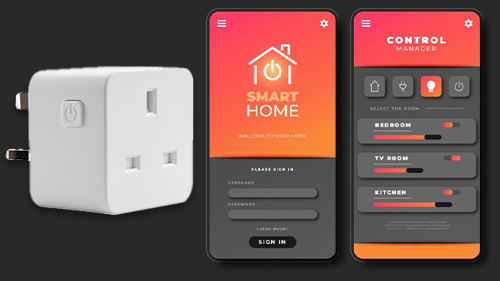 SMART
HOME
WELCOME TO YOUR HOME
PLEASE SIGN IN
USERNAME
PASSWORD
LOREM IPSUM?
SIGN IN
CONTROL
MANAGER
SELECT THE ROOM
BEDROOM
TV ROOM
KITCHEN